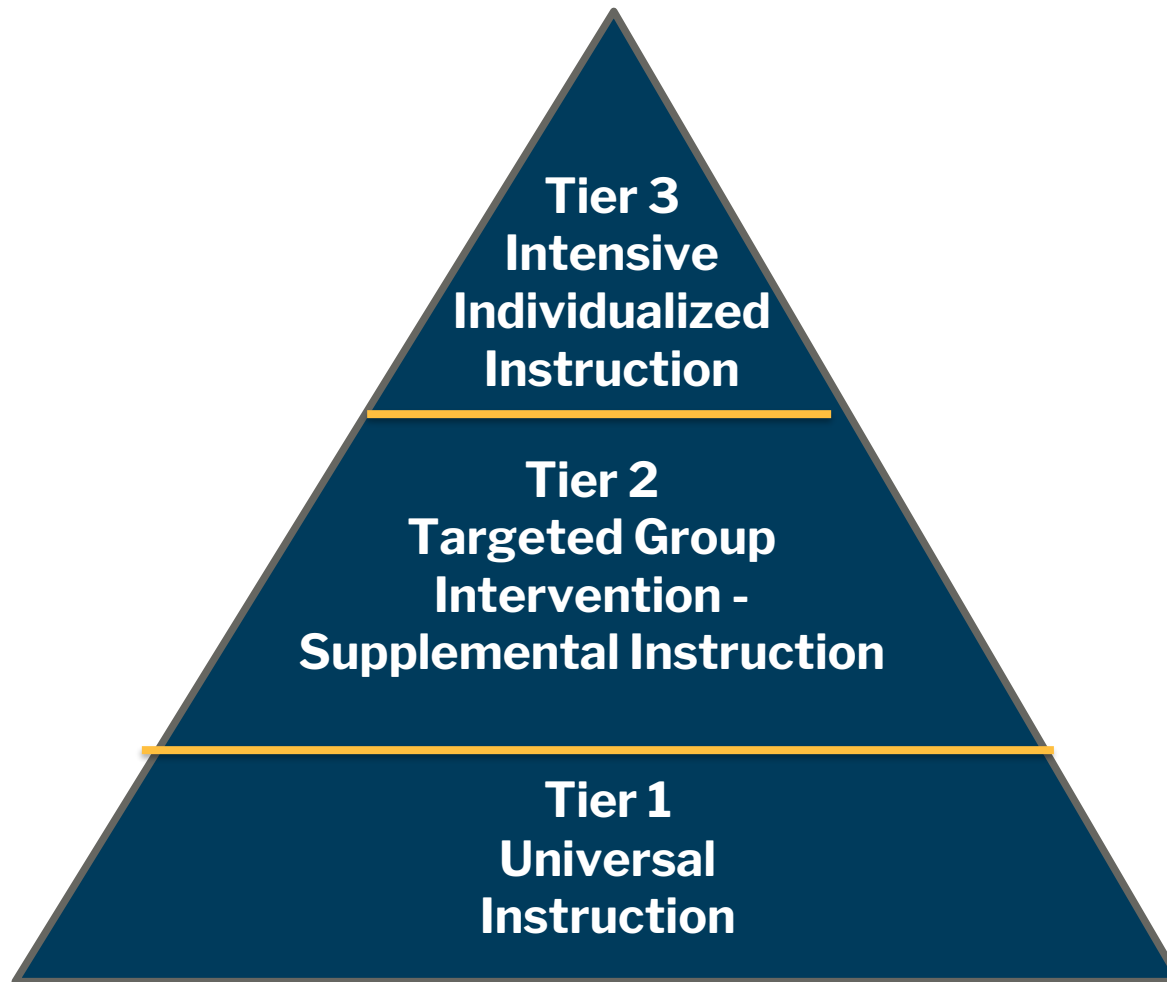 Tier 3
Intensive
Individualized
Instruction
Tier 2
Targeted Group
Intervention -
Supplemental Instruction
Tier 1
Universal
Instruction